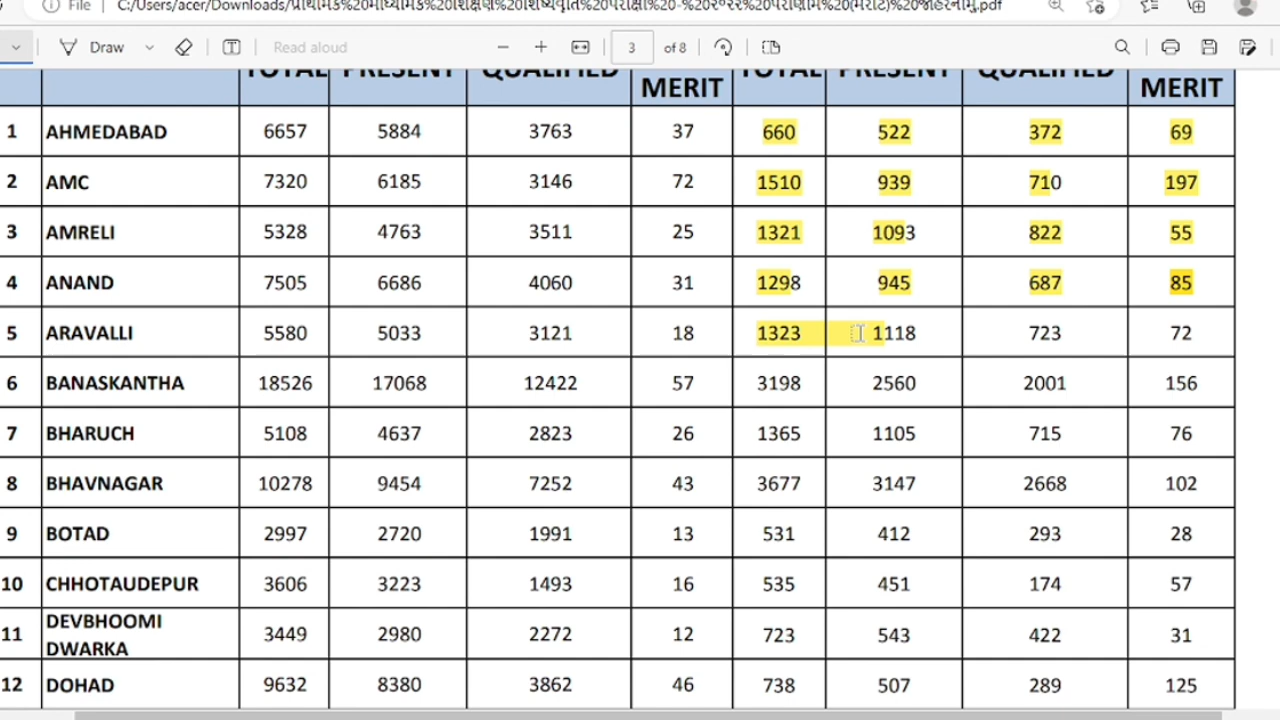 File C:/Users/acer/Downloads/
Draw Read aloud 3 of 8
TOTAL PRESENT QUALIFIED MERIT TOTAL PRESENT QUALIFIED MERIT
1 AHMEDABAD 6657 5884 3763 37 660 522 372 69
2 AMC 7320 6185 3146 72 1510 939 710 197
3 AMRELI 5328 4763 3511 25 1321 1093 822 55
4 ANAND 7505 6686 4060 31 1298 945 687 85
5 ARAVALLI 5580 5033 3121 18 1323 1118 723 72
6 BANASKANTHA 18526 17068 12422 57 3198 2560 2001 156
7 BHARUCH 5108 4637 2823 26 1365 1105 715 76
8 BHAVNAGAR 10278 9454 7252 43 3677 3147 2668 102
9 BOTAD 2997 2720 1991 13 531 412 293 28
10 CHHOTAUDEPUR 3606 3223 1493 16 535 451 174 57
11 DEVBHOOMI DWARKA 3449 2980 2272 12 723 543 422 31
12 DOHAD 9632 8380 3862 46 738 507 289 125